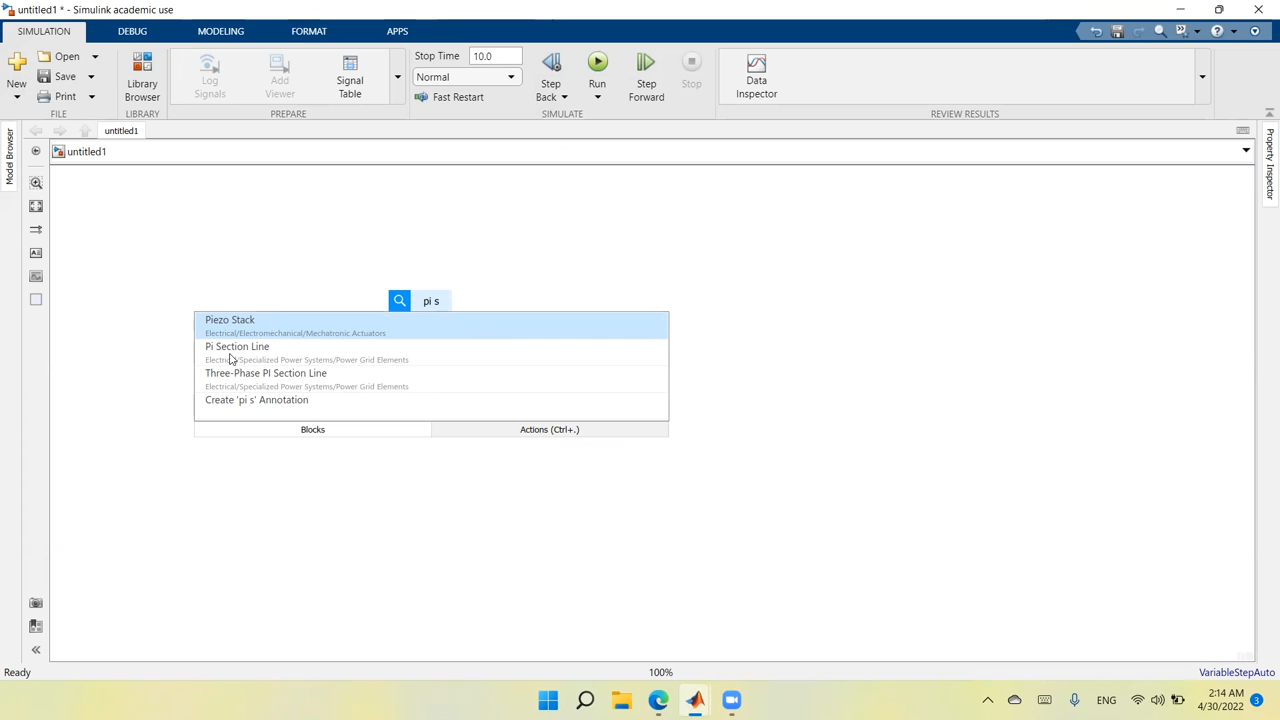 untitled1 * - Simulink academic use
SIMULATION
DEBUG
MODELING
FORMAT
APPS
New
Open
Save
Print
FILE
Library
Browser
LIBRARY
Log
Signals
Add
Viewer
Signal
Table
PREPARE
Stop Time
10.0
Normal
Fast Restart
Step
Back
Run
Step
Forward
Stop
SIMULATE
Data
Inspector
REVIEW RESULTS
untitled1
untitled1
Model Browser
Property Inspector
pi s
Piezo Stack
Electrical/Electromechanical/Mechatronic Actuators
Pi Section Line
Electrical/Specialized Power Systems/Power Grid Elements
Three-Phase PI Section Line
Electrical/Specialized Power Systems/Power Grid Elements
Create 'pi s' Annotation
Blocks
Actions (Ctrl+.)
Ready
100%
VariableStepAuto
ENG
2:14 AM
4/30/2022
3